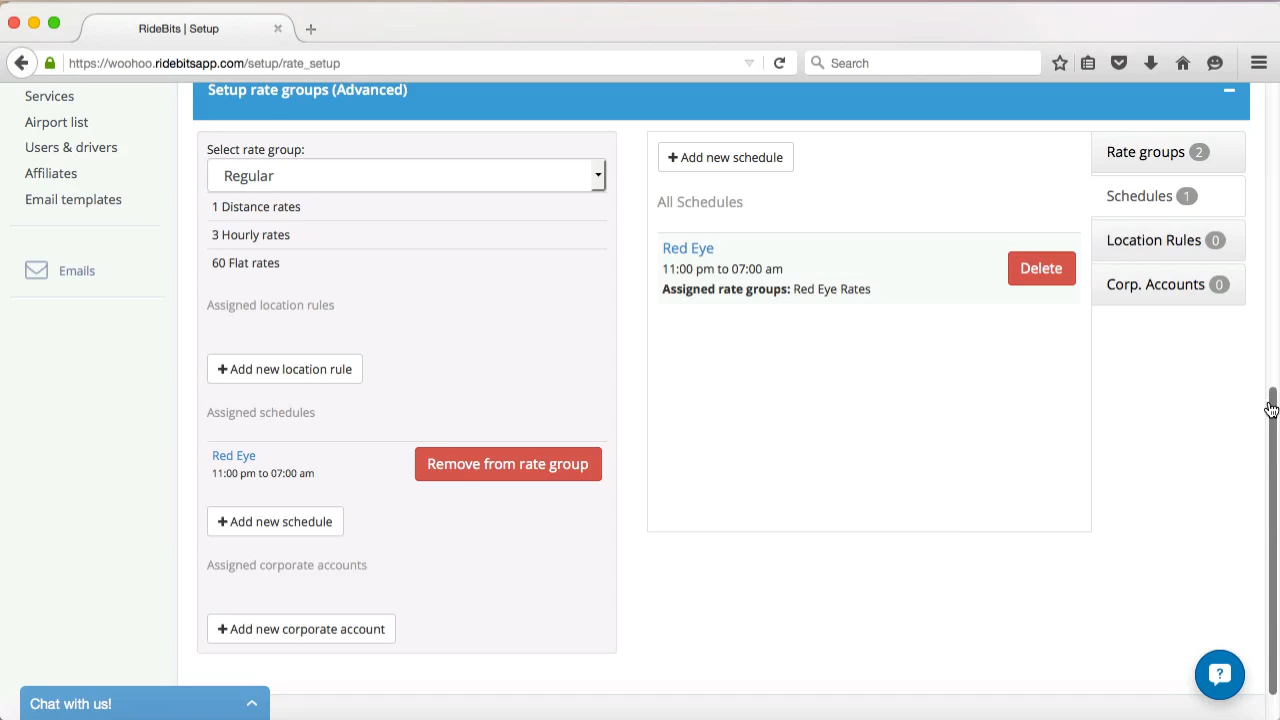 RideBits | Setup
https://woohoo.ridebitsapp.com/setup/rate_setup
Search
Services
Airport list
Users & drivers
Affiliates
Email templates
Emails
Setup rate groups (Advanced)
Select rate group:
Regular
1 Distance rates
3 Hourly rates
60 Flat rates
Assigned location rules
Add new location rule
Assigned schedules
Red Eye
11:00 pm to 07:00 am
Remove from rate group
Add new schedule
Assigned corporate accounts
Add new corporate account
Add new schedule
All Schedules
Red Eye
11:00 pm to 07:00 am
Assigned rate groups: Red Eye Rates
Delete
Rate groups 2
Schedules 1
Location Rules 0
Corp. Accounts 0
Chat with us!